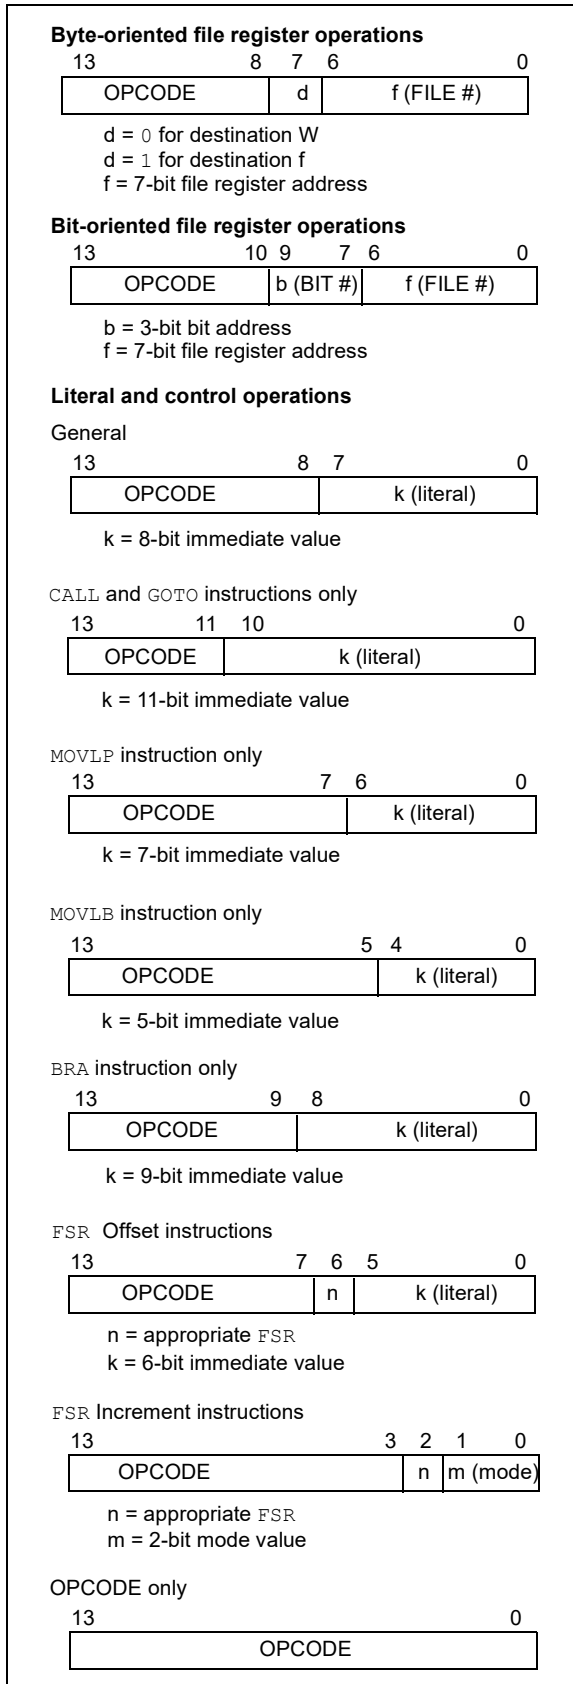 Byte-oriented file register operations
13 8 7 6 0
OPCODE d f (FILE #)
d = 0 for destination W
d = 1 for destination f
f = 7-bit file register address
Bit-oriented file register operations
13 10 9 7 6 0
OPCODE b (BIT #) f (FILE #)
b = 3-bit bit address
f = 7-bit file register address
Literal and control operations
General
13 8 7 0
OPCODE k (literal)
k = 8-bit immediate value
CALL and GOTO instructions only
13 11 10 0
OPCODE k (literal)
k = 11-bit immediate value
MOVLP instruction only
13 7 6 0
OPCODE k (literal)
k = 7-bit immediate value
MOVLB instruction only
13 5 4 0
OPCODE k (literal)
k = 5-bit immediate value
BRA instruction only
13 9 8 0
OPCODE k (literal)
k = 9-bit immediate value
FSR Offset instructions
13 7 6 5 0
OPCODE n k (literal)
n = appropriate FSR
k = 6-bit immediate value
FSR Increment instructions
13 3 2 1 0
OPCODE n m (mode)
n = appropriate FSR
m = 2-bit mode value
OPCODE only
13 0
OPCODE